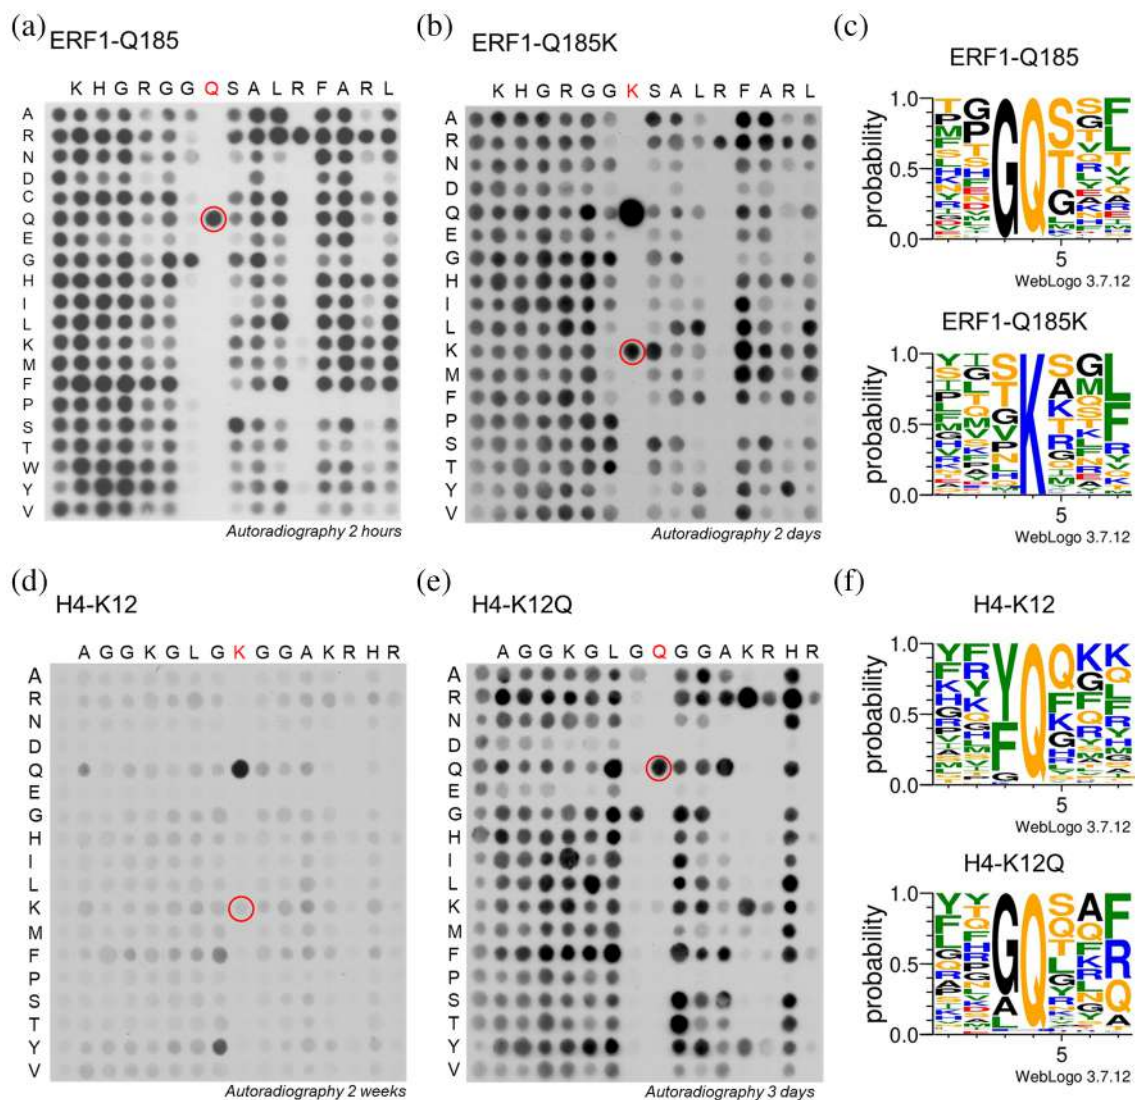 (a)
ERF1-Q185
K H G R G G Q S A L R F A R L
A
R
N
D
C
Q
E
G
H
I
L
K
M
F
P
S
T
W
Y
V
Autoradiography 2 hours
(b)
ERF1-Q185K
K H G R G G K S A L R F A R L
A
R
N
D
Q
E
G
H
I
L
K
M
F
P
S
T
Y
V
Autoradiography 2 days
(c)
ERF1-Q185
probability
1.0
0.5
0.0
G Q S F
T L
G
5
WebLogo 3.7.12
ERF1-Q185K
probability
1.0
0.5
0.0
S K S G L
T A M F
G K
5
WebLogo 3.7.12
(d)
H4-K12
A G G K G L G K G G A K R H R
A
R
N
D
Q
E
G
H
I
L
K
M
F
P
S
T
Y
V
Autoradiography 2 weeks
(e)
H4-K12Q
A G G K G L G Q G G A K R H R
A
R
N
D
Q
E
G
H
I
L
K
M
F
P
S
T
Y
V
Autoradiography 3 days
(f)
H4-K12
probability
1.0
0.5
0.0
Y F Y Q Q K K
F R F G Q
5
WebLogo 3.7.12
H4-K12Q
probability
1.0
0.5
0.0
Y Y G Q S A F
F T A Q Q R
L F L T F Q
5
WebLogo 3.7.12